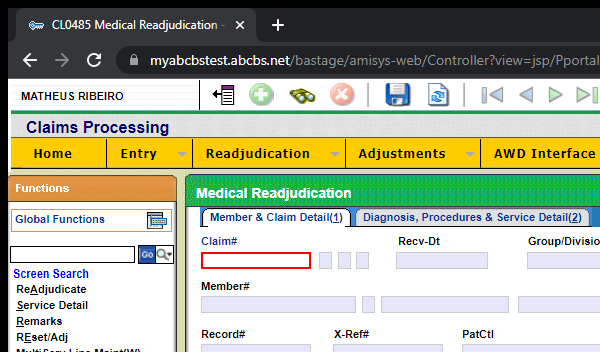 CL0485 Medical Readjudication -
myabcbstest.abcbs.net/bastage/amisys-web/Controller?view=jsp/Pportal
MATHEUS RIBEIRO
Claims Processing
Home Entry Readjudication Adjustments AWD Interface
Functions
Medical Readjudication
Global Functions
Member & Claim Detail(1) Diagnosis, Procedures & Service Detail(2)
Claim# Recv-Dt Group/Divisio
Go
Screen Search
ReAdjudicate
Member#
Service Detail
Remarks
REset/Adj
Record# X-Ref# PatCtl
MultiServ Line Maint(W)